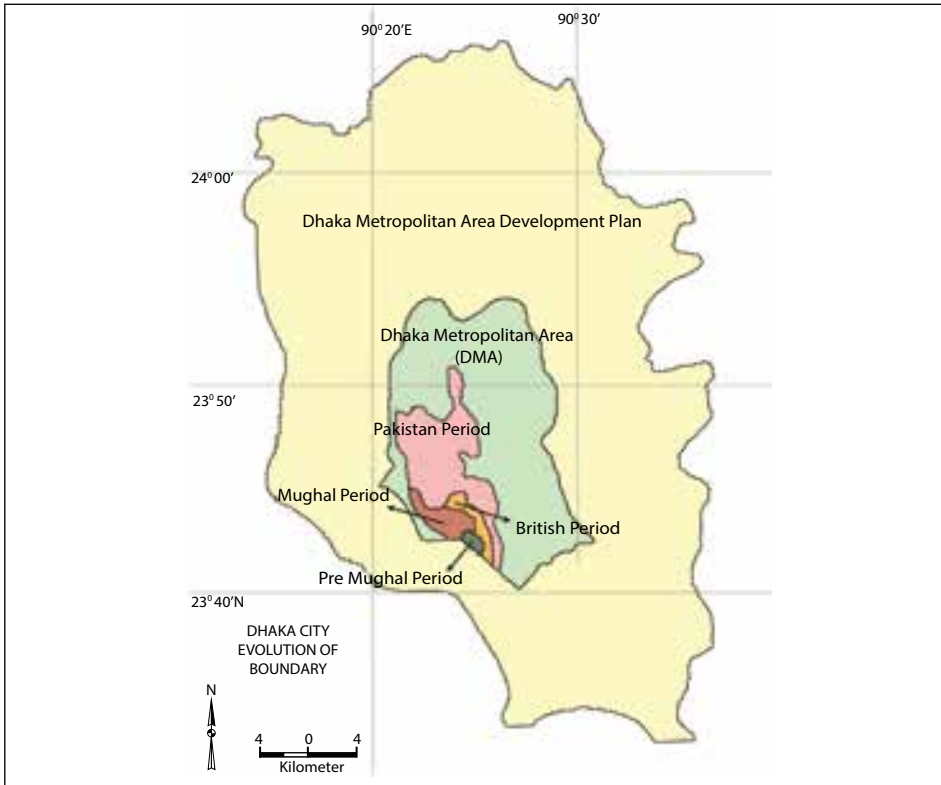 90⁰ 20'E
90⁰ 30'
24⁰ 00'
Dhaka Metropolitan Area Development Plan
Dhaka Metropolitan Area
(DMA)
23⁰ 50'
Pakistan Period
Mughal Period
British Period
Pre Mughal Period
23⁰ 40'N
DHAKA CITY
EVOLUTION OF
BOUNDARY
N
4 0 4
Kilometer